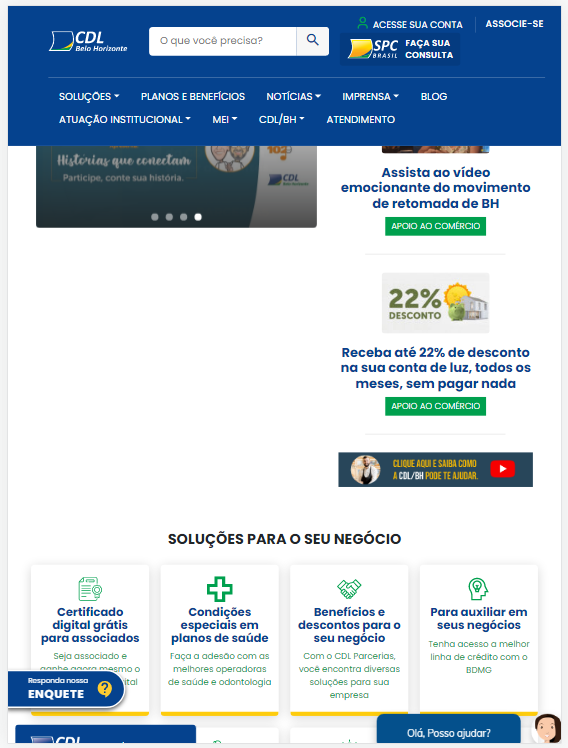 CDL
Belo Horizonte
O que você precisa?
ACESSE SUA CONTA
ASSOCIE-SE
SPC
BRASIL
FAÇA SUA
CONSULTA
SOLUÇÕES
PLANOS E BENEFÍCIOS
NOTÍCIAS
IMPRENSA
BLOG
ATUAÇÃO INSTITUCIONAL
MEI
CDL/BH
ATENDIMENTO
Historias que conectam
Participe, conte sua história.
CDL
Assista ao vídeo
emocionante do movimento
de retomada de BH
APOIO AO COMÉRCIO
22%
DESCONTO
Receba até 22% de desconto
na sua conta de luz, todos os
meses, sem pagar nada
APOIO AO COMÉRCIO
CLIQUE AQUI E SAIBA COMO
A CDL/BH PODE TE AJUDAR.
SOLUÇÕES PARA O SEU NEGÓCIO
Certificado
digital grátis
para associados
Seja associado e
ganhe agora mesmo o
Condições
especiais em
planos de saúde
Faça a adesão com as
melhores operadoras
de saúde e odontologia
Benefícios e
descontos para o
seu negócio
Com o CDL Parcerias,
você encontra diversas
soluções para sua
empresa
Para auxiliar em
seus negócios
Tenha acesso a melhor
linha de crédito com o
BDMG
Responda nossa
ENQUETE
CDL
Olá, Posso ajudar?